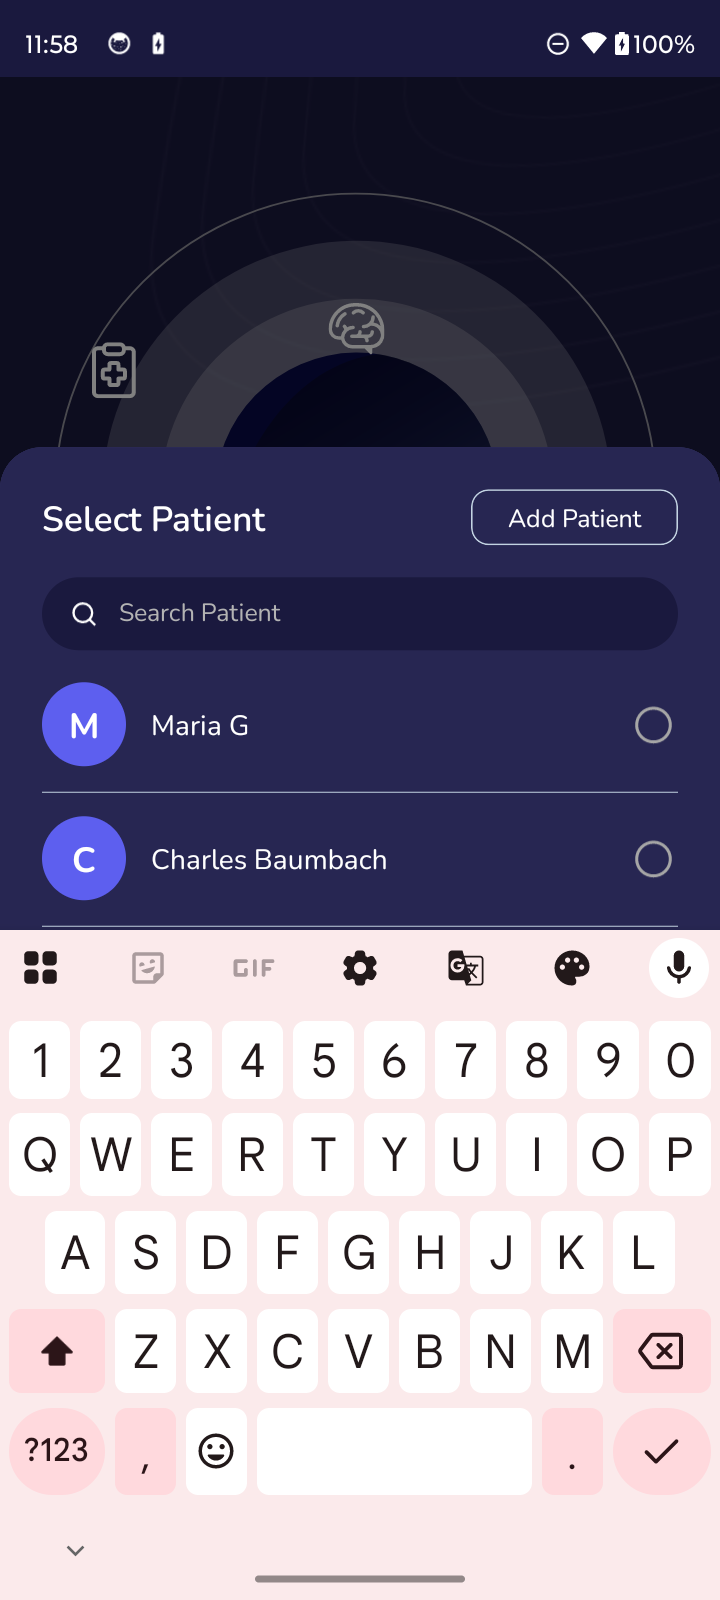 11:58
100%
Select Patient
Add Patient
Search Patient
M
Maria G
C
Charles Baumbach
GIF
G
1 2 3 4 5 6 7 8 9 0
Q W E R T Y U I O P
A S D F G H J K L
Z X C V B N M
?123 , .